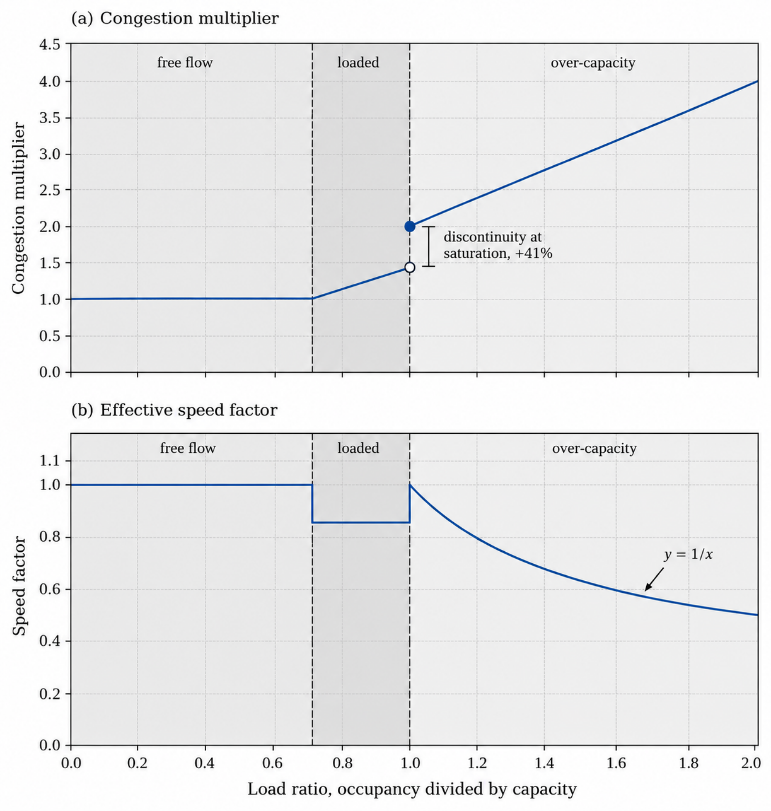 (a) Congestion multiplier
4.5
4.0
3.5
3.0
2.5
2.0
1.5
1.0
0.5
0.0
Congestion multiplier
free flow
loaded
over-capacity
discontinuity at
saturation, +41%
(b) Effective speed factor
1.1
1.0
0.8
0.6
0.4
0.2
0.0
Speed factor
free flow
loaded
over-capacity
y = 1/x
0.0 0.2 0.4 0.6 0.8 1.0 1.2 1.4 1.6 1.8 2.0
Load ratio, occupancy divided by capacity